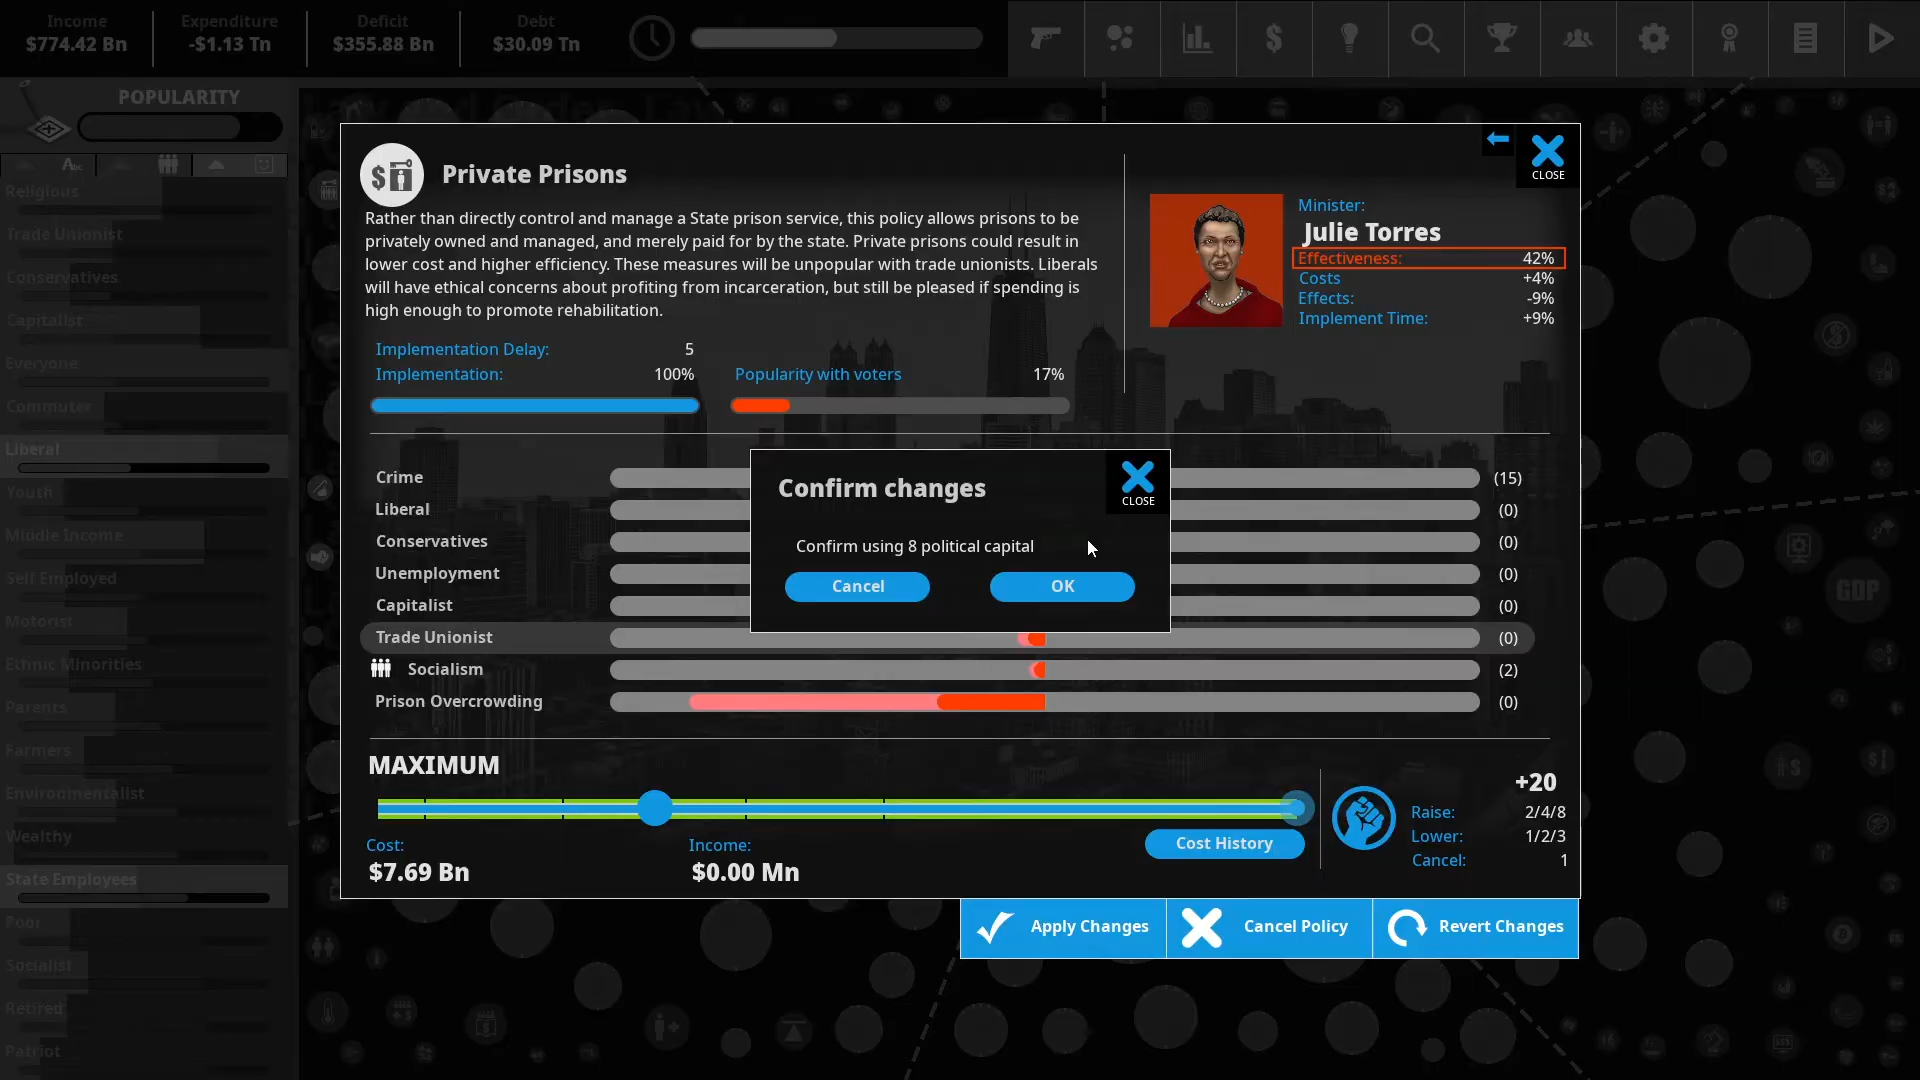 Income
$774.42 Bn
Expenditure
-$1.13 Tn
Deficit
$355.88 Bn
Debt
$30.09 Tn
POPULARITY
Abc
Religious
Trade Unionist
Conservatives
Capitalist
Everyone
Commuter
Liberal
Youth
Middle Income
Self Employed
Motorist
Ethnic Minorities
Parents
Farmers
Environmentalist
Wealthy
State Employees
Poor
Socialist
Retired
Patriot
Private Prisons
CLOSE
Rather than directly control and manage a State prison service, this policy allows prisons to be
privately owned and managed, and merely paid for by the state. Private prisons could result in
lower cost and higher efficiency. These measures will be unpopular with trade unionists. Liberals
will have ethical concerns about profiting from incarceration, but still be pleased if spending is
high enough to promote rehabilitation.
Minister:
Julie Torres
Effectiveness: 42%
Costs +4%
Effects: -9%
Implement Time: +9%
Implementation Delay: 5
Implementation: 100%
Popularity with voters 17%
Crime (15)
Liberal (0)
Conservatives (0)
Unemployment (0)
Capitalist (0)
Trade Unionist (0)
Socialism (2)
Prison Overcrowding (0)
Confirm changes
CLOSE
Confirm using 8 political capital
Cancel
OK
MAXIMUM
Cost:
$7.69 Bn
Income:
$0.00 Mn
Cost History
+20
Raise: 2/4/8
Lower: 1/2/3
Cancel: 1
Apply Changes
Cancel Policy
Revert Changes
GDP